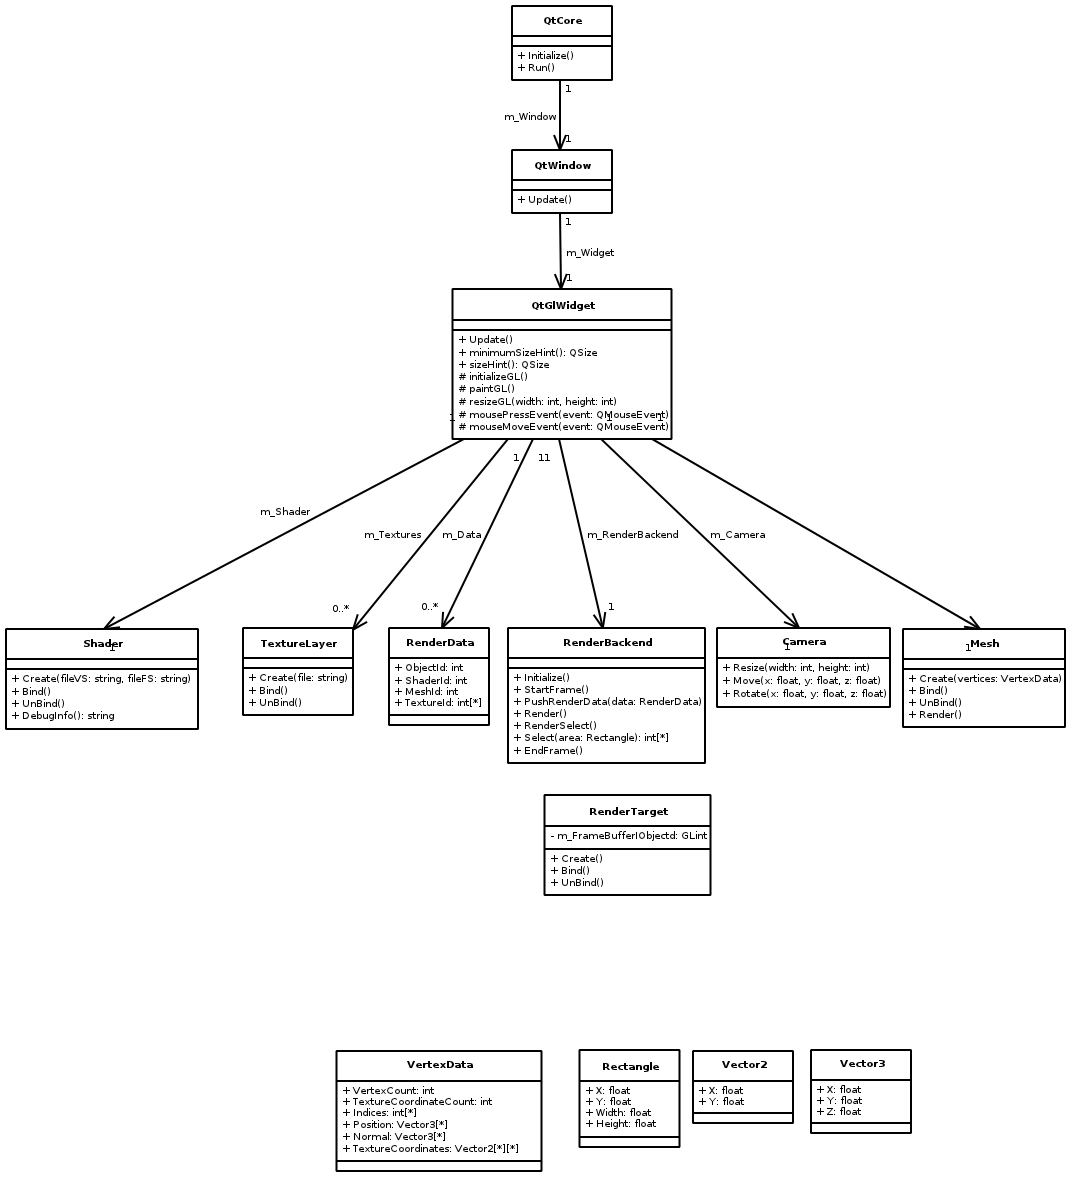 QtCore
+ Initialize()
+ Run()
1
m_Window
1
QtWindow
+ Update()
1
m_Widget
1
QtGlWidget
+ Update()
+ minimumSizeHint(): QSize
+ sizeHint(): QSize
# initializeGL()
# paintGL()
# resizeGL(width: int, height: int)
# mousePressEvent(event: QMouseEvent)
# mouseMoveEvent(event: QMouseEvent)
1
1
1
1
11
m_Shader
m_Textures
m_Data
m_RenderBackend
m_Camera
0..*
0..*
1
Shader
1
+ Create(fileVS: string, fileFS: string)
+ Bind()
+ UnBind()
+ DebugInfo(): string
TextureLayer
+ Create(file: string)
+ Bind()
+ UnBind()
RenderData
+ ObjectId: int
+ ShaderId: int
+ MeshId: int
+ TextureId: int[*]
RenderBackend
+ Initialize()
+ StartFrame()
+ PushRenderData(data: RenderData)
+ Render()
+ RenderSelect()
+ Select(area: Rectangle): int[*]
+ EndFrame()
Camera
1
+ Resize(width: int, height: int)
+ Move(x: float, y: float, z: float)
+ Rotate(x: float, y: float, z: float)
Mesh
1
+ Create(vertices: VertexData)
+ Bind()
+ UnBind()
+ Render()
RenderTarget
- m_FrameBufferIObjectd: GLint
+ Create()
+ Bind()
+ UnBind()
VertexData
+ VertexCount: int
+ TextureCoordinateCount: int
+ Indices: int[*]
+ Position: Vector3[*]
+ Normal: Vector3[*]
+ TextureCoordinates: Vector2[*][*]
Rectangle
+ X: float
+ Y: float
+ Width: float
+ Height: float
Vector2
+ X: float
+ Y: float
Vector3
+ X: float
+ Y: float
+ Z: float